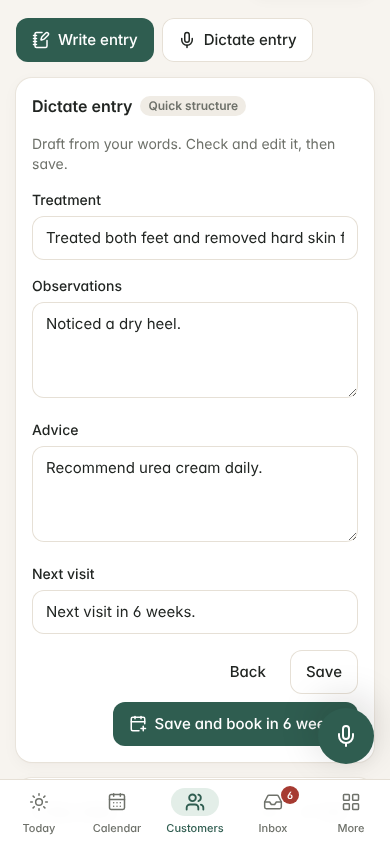 Write entry
Dictate entry
Dictate entry
Quick structure
Draft from your words. Check and edit it, then
save.
Treatment
Treated both feet and removed hard skin f
Observations
Noticed a dry heel.
Advice
Recommend urea cream daily.
Next visit
Next visit in 6 weeks.
Back
Save
Save and book in 6 wee
6
Today
Calendar
Customers
Inbox
More